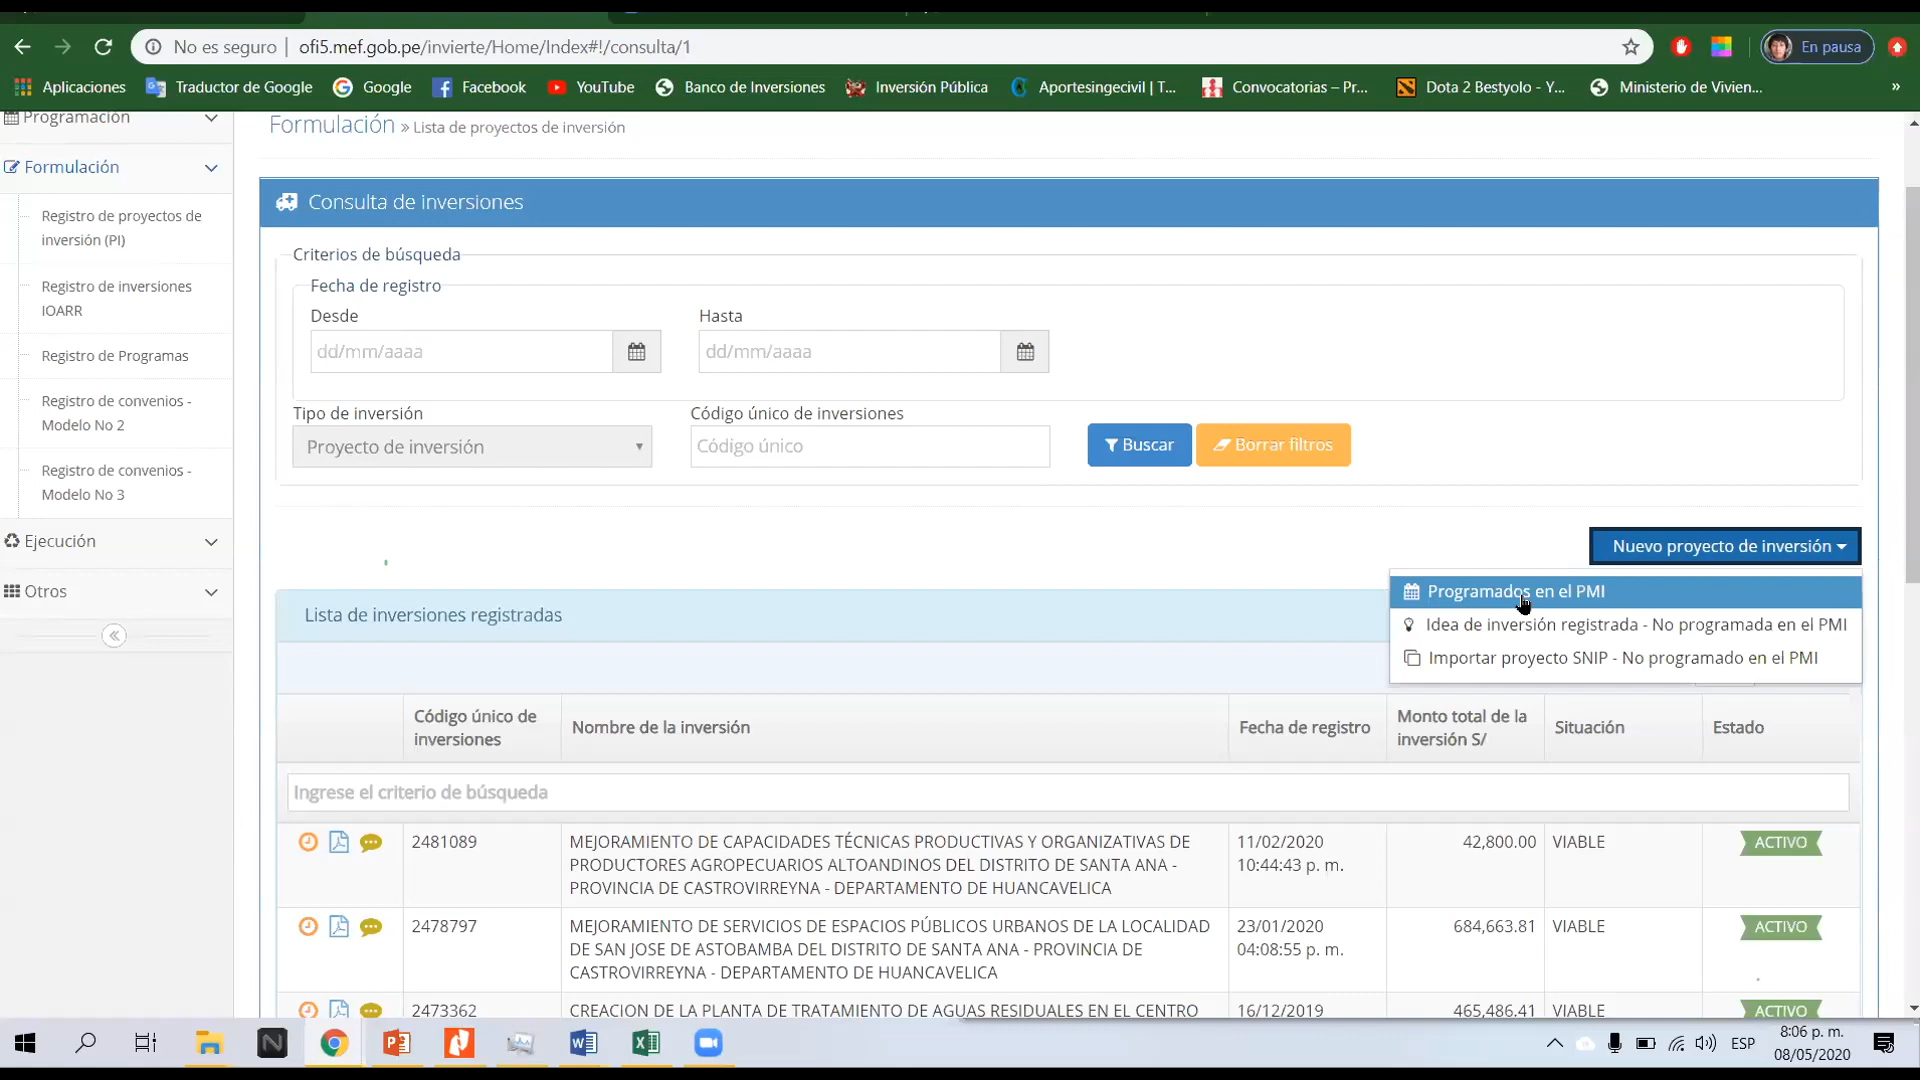 No es seguro | ofi5.mef.gob.pe/invierte/Home/Index#!/consulta/1
En pausa
Aplicaciones Traductor de Google Google Facebook YouTube Banco de Inversiones Inversión Pública Aportesingecivil | T... Convocatorias – Pr... Dota 2 Bestyolo - Y... Ministerio de Vivien... »
Programación
Formulación
Registro de proyectos de
inversión (PI)
Registro de inversiones
IOARR
Registro de Programas
Registro de convenios -
Modelo No 2
Registro de convenios -
Modelo No 3
Ejecución
Otros
Formulación » Lista de proyectos de inversión
Consulta de inversiones
Criterios de búsqueda
Fecha de registro
Desde Hasta
dd/mm/aaaa dd/mm/aaaa
Tipo de inversión Código único de inversiones
Proyecto de inversión Código único Buscar Borrar filtros
Nuevo proyecto de inversión
Programados en el PMI
Idea de inversión registrada - No programada en el PMI
Importar proyecto SNIP - No programado en el PMI
Lista de inversiones registradas
Código único de
inversiones
Nombre de la inversión
Fecha de registro
Monto total de la
inversión S/
Situación
Estado
Ingrese el criterio de búsqueda
2481089 MEJORAMIENTO DE CAPACIDADES TÉCNICAS PRODUCTIVAS Y ORGANIZATIVAS DE 11/02/2020 42,800.00 VIABLE ACTIVO
PRODUCTORES AGROPECUARIOS ALTOANDINOS DEL DISTRITO DE SANTA ANA - 10:44:43 p. m.
PROVINCIA DE CASTROVIRREYNA - DEPARTAMENTO DE HUANCAVELICA
2478797 MEJORAMIENTO DE SERVICIOS DE ESPACIOS PÚBLICOS URBANOS DE LA LOCALIDAD 23/01/2020 684,663.81 VIABLE ACTIVO
DE SAN JOSE DE ASTOBAMBA DEL DISTRITO DE SANTA ANA - PROVINCIA DE 04:08:55 p. m.
CASTROVIRREYNA - DEPARTAMENTO DE HUANCAVELICA
2473362 CREACION DE LA PLANTA DE TRATAMIENTO DE AGUAS RESIDUALES EN EL CENTRO 16/12/2019 465,486.41 VIABLE ACTIVO
ESP
8:06 p. m.
08/05/2020